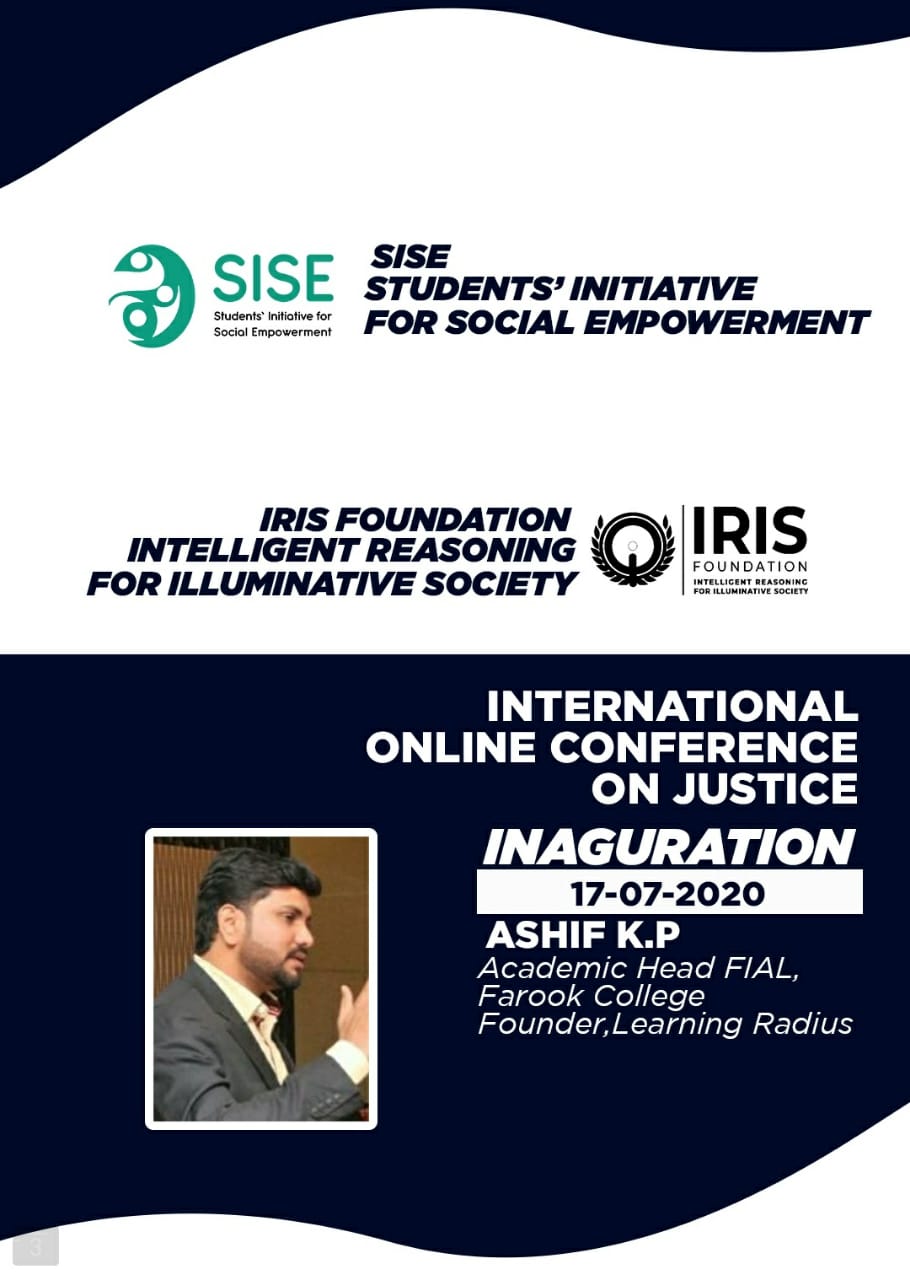 SISE
Students' Initiative for
Social Empowerment
SISE
STUDENTS' INITIATIVE
FOR SOCIAL EMPOWERMENT
IRIS FOUNDATION
INTELLIGENT REASONING
FOR ILLUMINATIVE SOCIETY
IRIS
FOUNDATION
INTELLIGENT REASONING
FOR ILLUMINATIVE SOCIETY
INTERNATIONAL
ONLINE CONFERENCE
ON JUSTICE
INAGURATION
17-07-2020
ASHIF K.P
Academic Head FIAL,
Farook College
Founder,Learning Radius
3